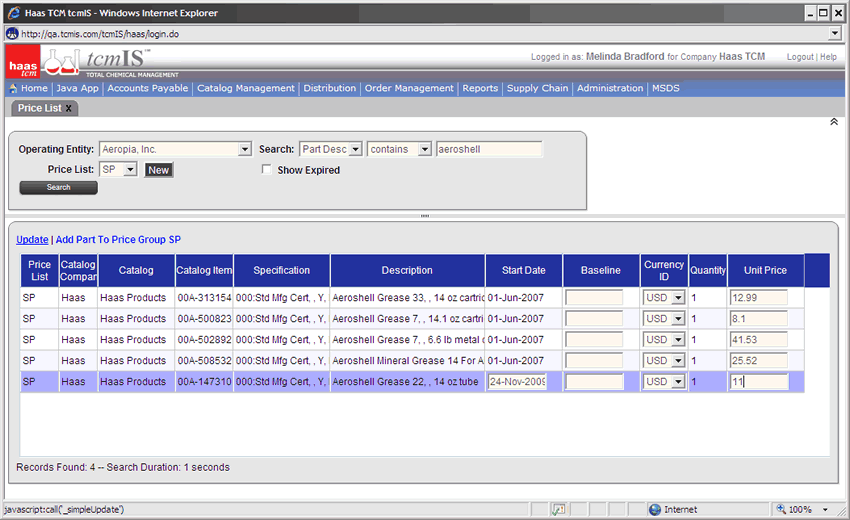 Haas TCM tcmIS - Windows Internet Explorer
http://qa.tcmis.com/tcmIS/haas/login.do
haas tcm
tcmIS™
TOTAL CHEMICAL MANAGEMENT
Logged in as: Melinda Bradford for Company Haas TCM Logout | Help
Home | Java App | Accounts Payable | Catalog Management | Distribution | Order Management | Reports | Supply Chain | Administration | MSDS
Price List X
Operating Entity: Aeropia, Inc. Search: Part Desc contains aeroshell
Price List: SP New Show Expired
Search
Update | Add Part To Price Group SP
Price List Catalog Compan Catalog Catalog Item Specification Description Start Date Baseline Currency ID Quantity Unit Price
SP Haas Haas Products 00A-313154 000:Std Mfg Cert, , Y, Aeroshell Grease 33, , 14 oz cartric 01-Jun-2007 USD 1 12.99
SP Haas Haas Products 00A-500823 000:Std Mfg Cert, , Y, Aeroshell Grease 7, , 14.1 oz cartri 01-Jun-2007 USD 1 8.1
SP Haas Haas Products 00A-502892 000:Std Mfg Cert, , Y, Aeroshell Grease 7, , 6.6 lb metal c 01-Jun-2007 USD 1 41.53
SP Haas Haas Products 00A-508532 000:Std Mfg Cert, , Y, Aeroshell Mineral Grease 14 For A 01-Jun-2007 USD 1 25.52
SP Haas Haas Products 00A-147310 000:Std Mfg Cert, , Y, Aeroshell Grease 22, , 14 oz tube 24-Nov-2009 USD 1 11
Records Found: 4 -- Search Duration: 1 seconds
javascript:call('_simpleUpdate') Internet 100%